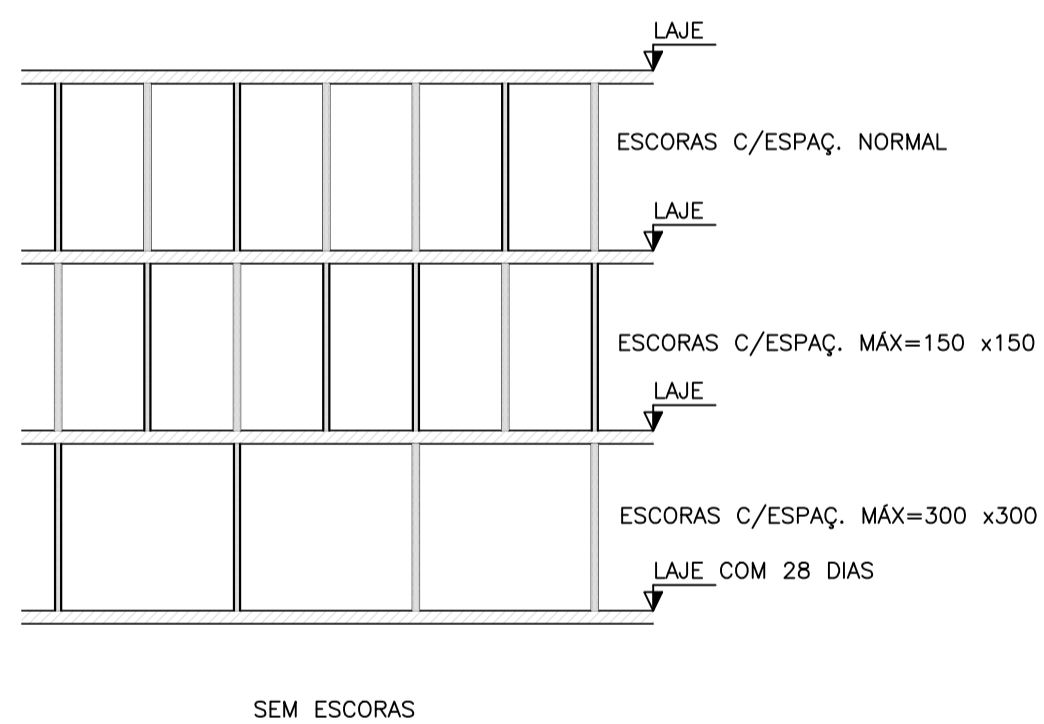 LAJE
ESCORAS C/ESPAÇ. NORMAL
LAJE
ESCORAS C/ESPAÇ. MÁX=150 x150
LAJE
ESCORAS C/ESPAÇ. MÁX=300 x300
LAJE COM 28 DIAS
SEM ESCORAS